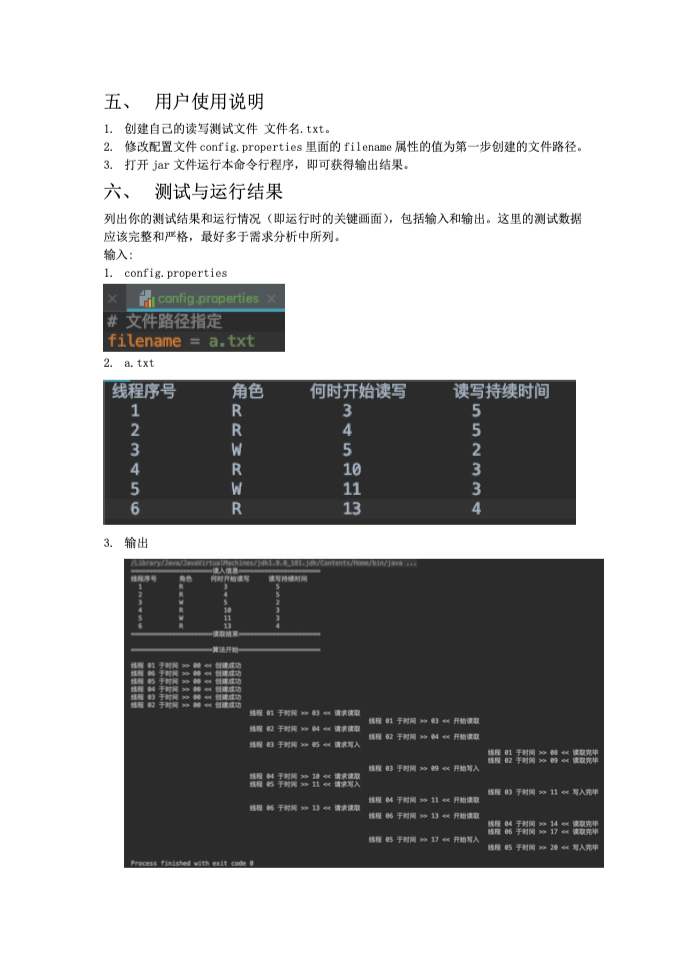 五、 用户使用说明
1. 创建自己的读写测试文件 文件名.txt。
2. 修改配置文件 config.properties 里面的 filename 属性的值为第一步创建的文件路径。
3. 打开 jar 文件运行本命令行程序，即可获得输出结果。
六、 测试与运行结果
列出你的测试结果和运行情况（即运行时的关键画面），包括输入和输出。这里的测试数据
应该完整和严格，最好多于需求分析中所列。
输入:
1. config.properties
× config.properties ×
# 文件路径指定
filename = a.txt
2. a.txt
线程序号 角色 何时开始读写 读写持续时间
1 R 3 5
2 R 4 5
3 W 5 2
4 R 10 3
5 W 11 3
6 R 13 4
3. 输出
/Library/Java/JavaVirtualMachines/jdk1.8.0_181.jdk/Contents/Home/bin/java ...
======================读入信息======================
线程序号 角色 何时开始读写 读写持续时间
1 R 3 5
2 R 4 5
3 W 5 2
4 R 10 3
5 W 11 3
6 R 13 4
======================读取结束======================
======================算法开始======================
线程 01 于时间 >> 00 << 创建成功
线程 06 于时间 >> 00 << 创建成功
线程 05 于时间 >> 00 << 创建成功
线程 04 于时间 >> 00 << 创建成功
线程 03 于时间 >> 00 << 创建成功
线程 02 于时间 >> 00 << 创建成功
线程 01 于时间 >> 03 << 请求读取
线程 01 于时间 >> 03 << 开始读取
线程 02 于时间 >> 04 << 请求读取
线程 02 于时间 >> 04 << 开始读取
线程 03 于时间 >> 05 << 请求写入
线程 01 于时间 >> 08 << 读取完毕
线程 02 于时间 >> 09 << 读取完毕
线程 03 于时间 >> 09 << 开始写入
线程 04 于时间 >> 10 << 请求读取
线程 05 于时间 >> 11 << 请求写入
线程 03 于时间 >> 11 << 写入完毕
线程 04 于时间 >> 11 << 开始读取
线程 06 于时间 >> 13 << 请求读取
线程 06 于时间 >> 13 << 开始读取
线程 04 于时间 >> 14 << 读取完毕
线程 06 于时间 >> 17 << 读取完毕
线程 05 于时间 >> 17 << 开始写入
线程 05 于时间 >> 20 << 写入完毕
Process finished with exit code 0